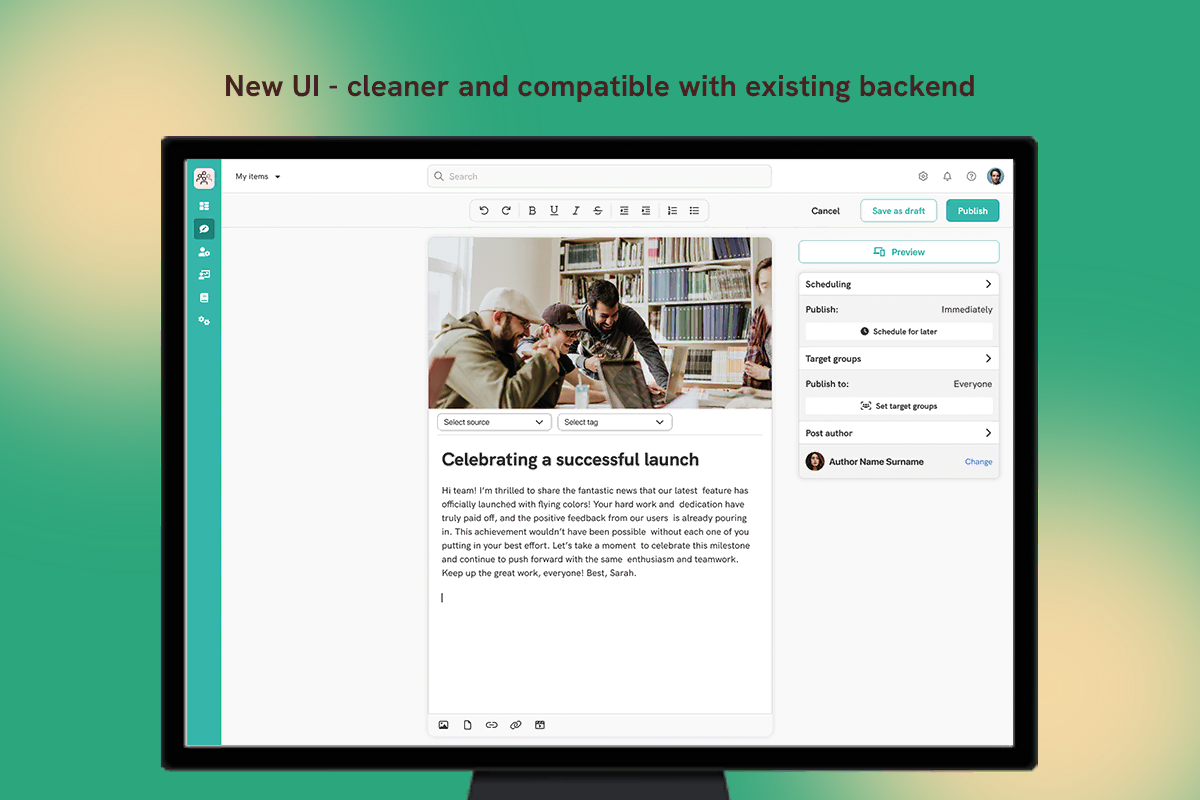 New UI - cleaner and compatible with existing backend
My items
Search
B U I S
Cancel
Save as draft
Publish
Preview
Scheduling
Publish: Immediately
Schedule for later
Target groups
Publish to: Everyone
Set target groups
Post author
Author Name Surname Change
Select source
Select tag
Celebrating a successful launch
Hi team! I'm thrilled to share the fantastic news that our latest feature has
officially launched with flying colors! Your hard work and dedication have
truly paid off, and the positive feedback from our users is already pouring
in. This achievement wouldn't have been possible without each one of you
putting in your best effort. Let's take a moment to celebrate this milestone
and continue to push forward with the same enthusiasm and teamwork.
Keep up the great work, everyone! Best, Sarah.